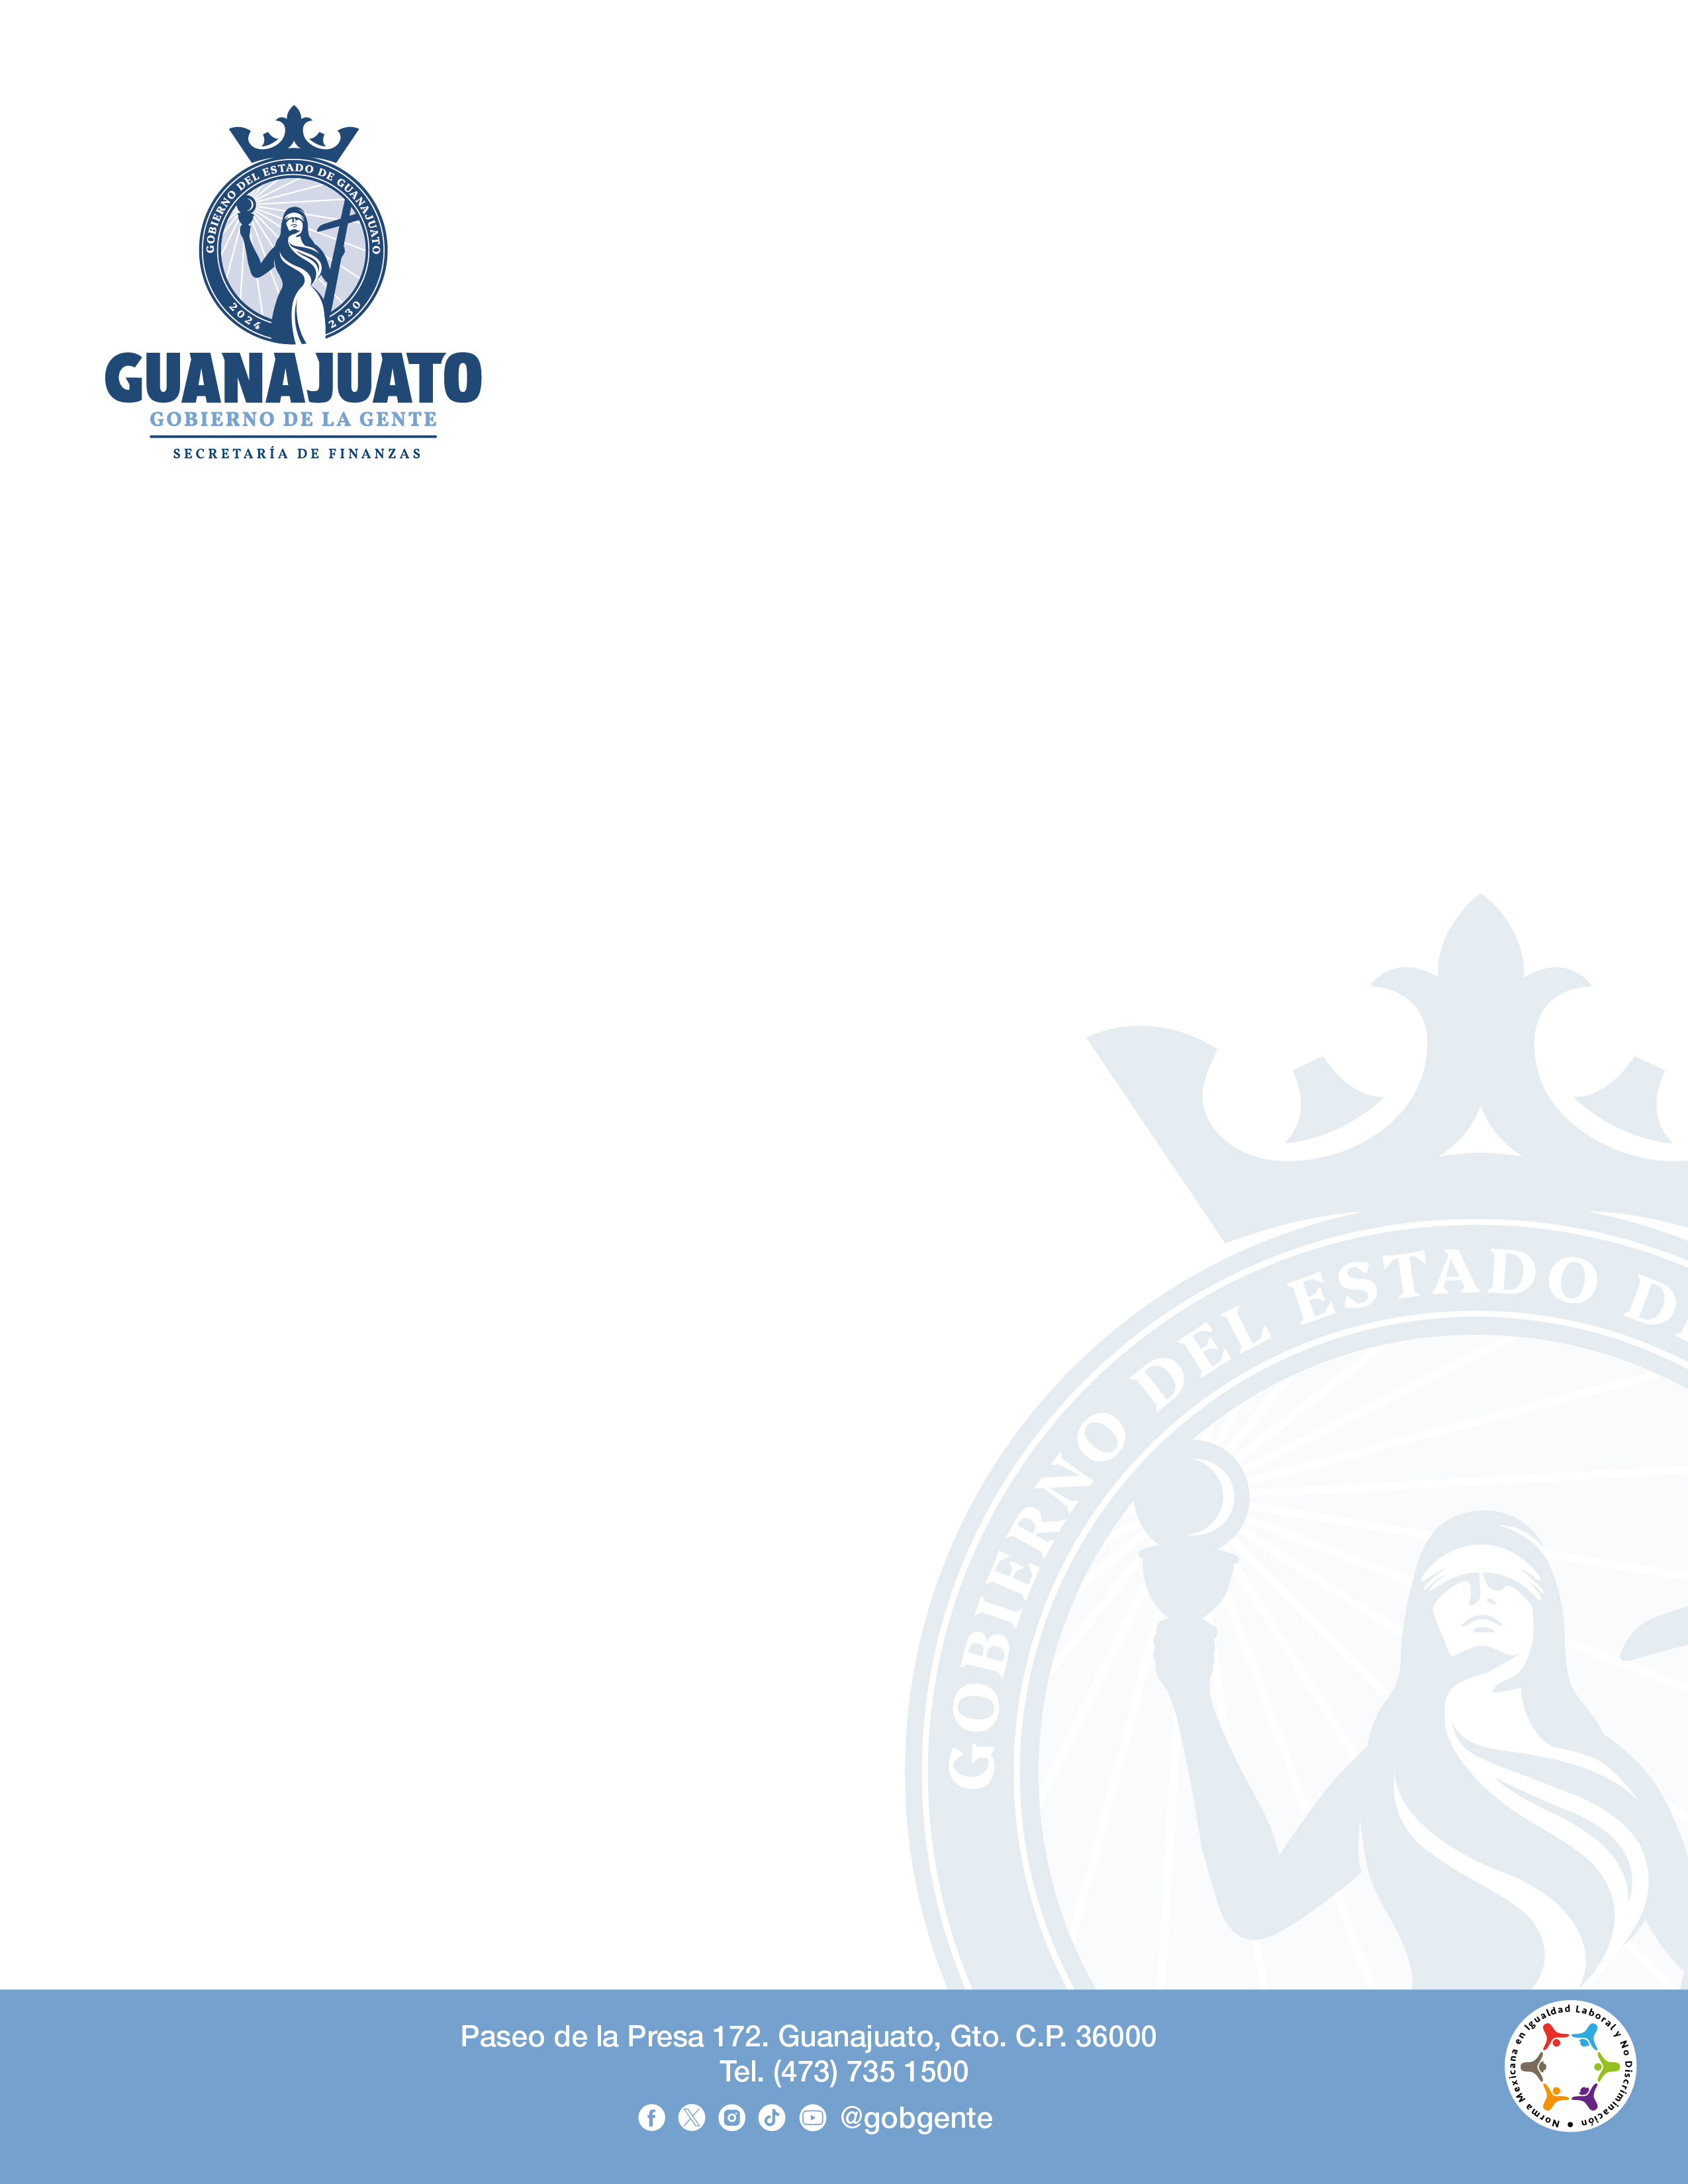 GOBIERNO DEL ESTADO DE GUANAJUATO
2024 2030
GUANAJUATO
GOBIERNO DE LA GENTE
SECRETARÍA DE FINANZAS
GOBIERNO DEL ESTADO D
Paseo de la Presa 172. Guanajuato, Gto. C.P. 36000
Tel. (473) 735 1500
@gobgente
Norma Mexicana en Igualdad Laboral y No Discriminación •